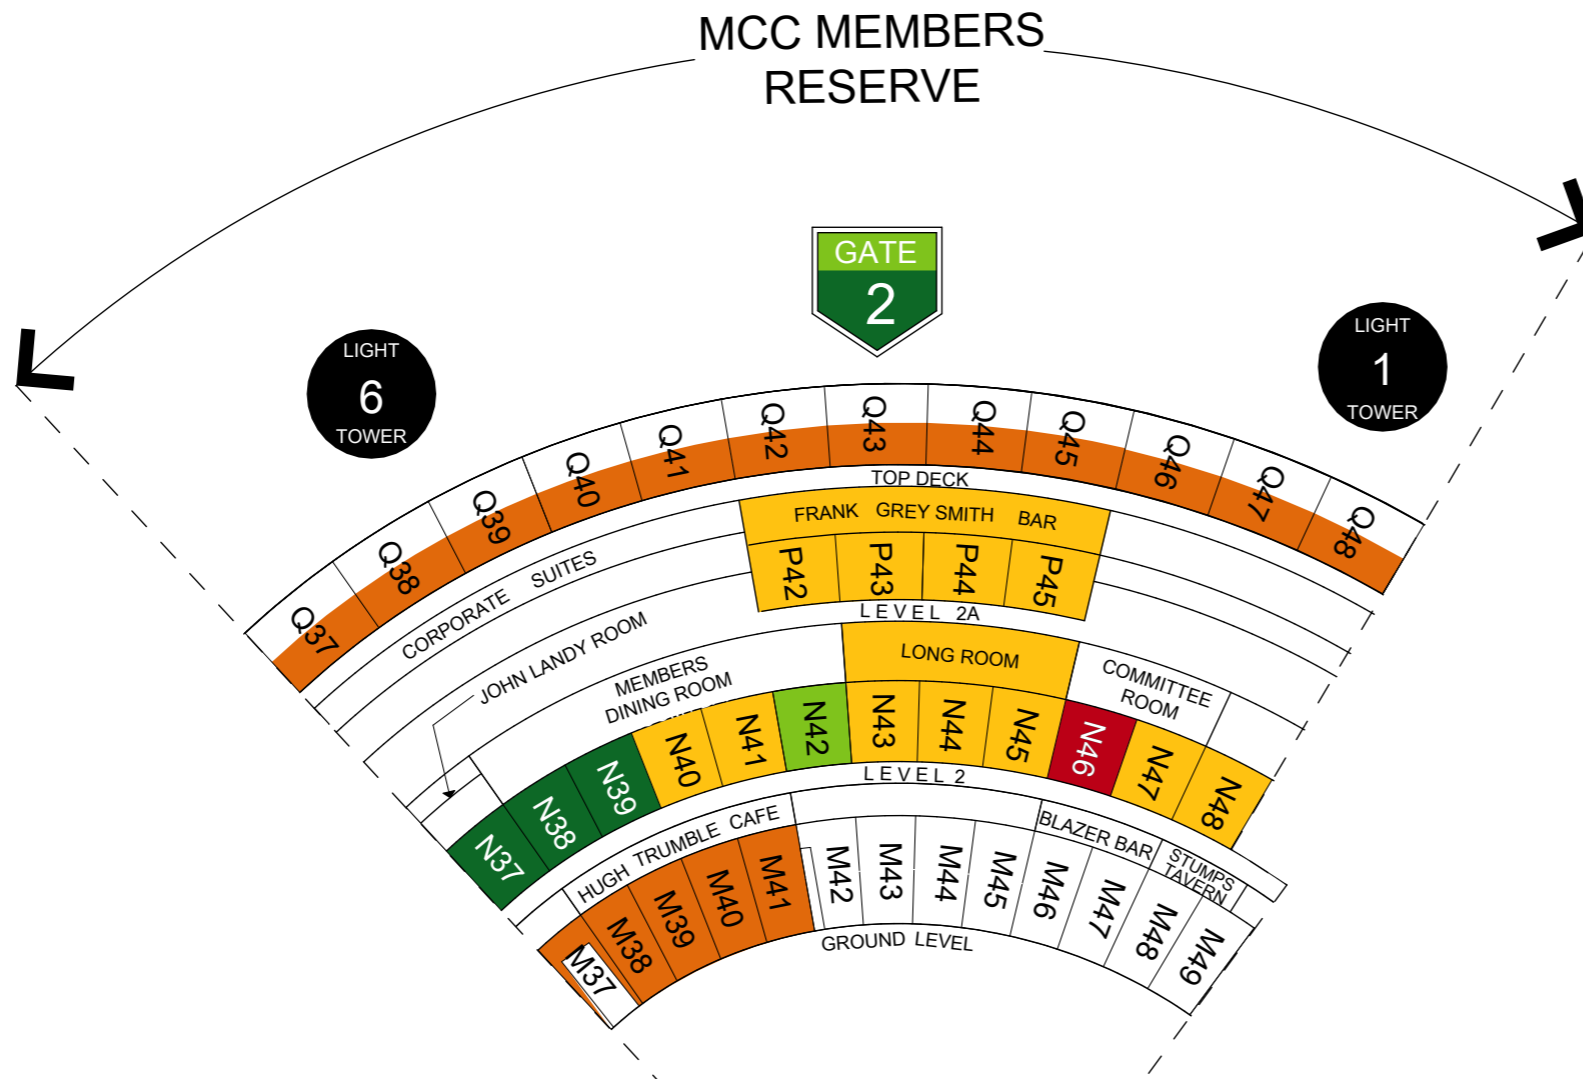 MCC MEMBERS
RESERVE
GATE
2
LIGHT
6
TOWER
LIGHT
1
TOWER
Q37
Q38
Q39
Q40
Q41
Q42
Q43
Q44
Q45
Q46
Q47
Q48
TOP DECK
CORPORATE SUITES
FRANK GREY SMITH BAR
P42
P43
P44
P45
LEVEL 2A
JOHN LANDY ROOM
MEMBERS
DINING ROOM
LONG ROOM
COMMITTEE
ROOM
N37
N38
N39
N40
N41
N42
N43
N44
N45
N46
N47
N48
LEVEL 2
HUGH TRUMBLE CAFE
BLAZER BAR
STUMPS
TAVERN
M37
M38
M39
M40
M41
M42
M43
M44
M45
M46
M47
M48
M49
GROUND LEVEL